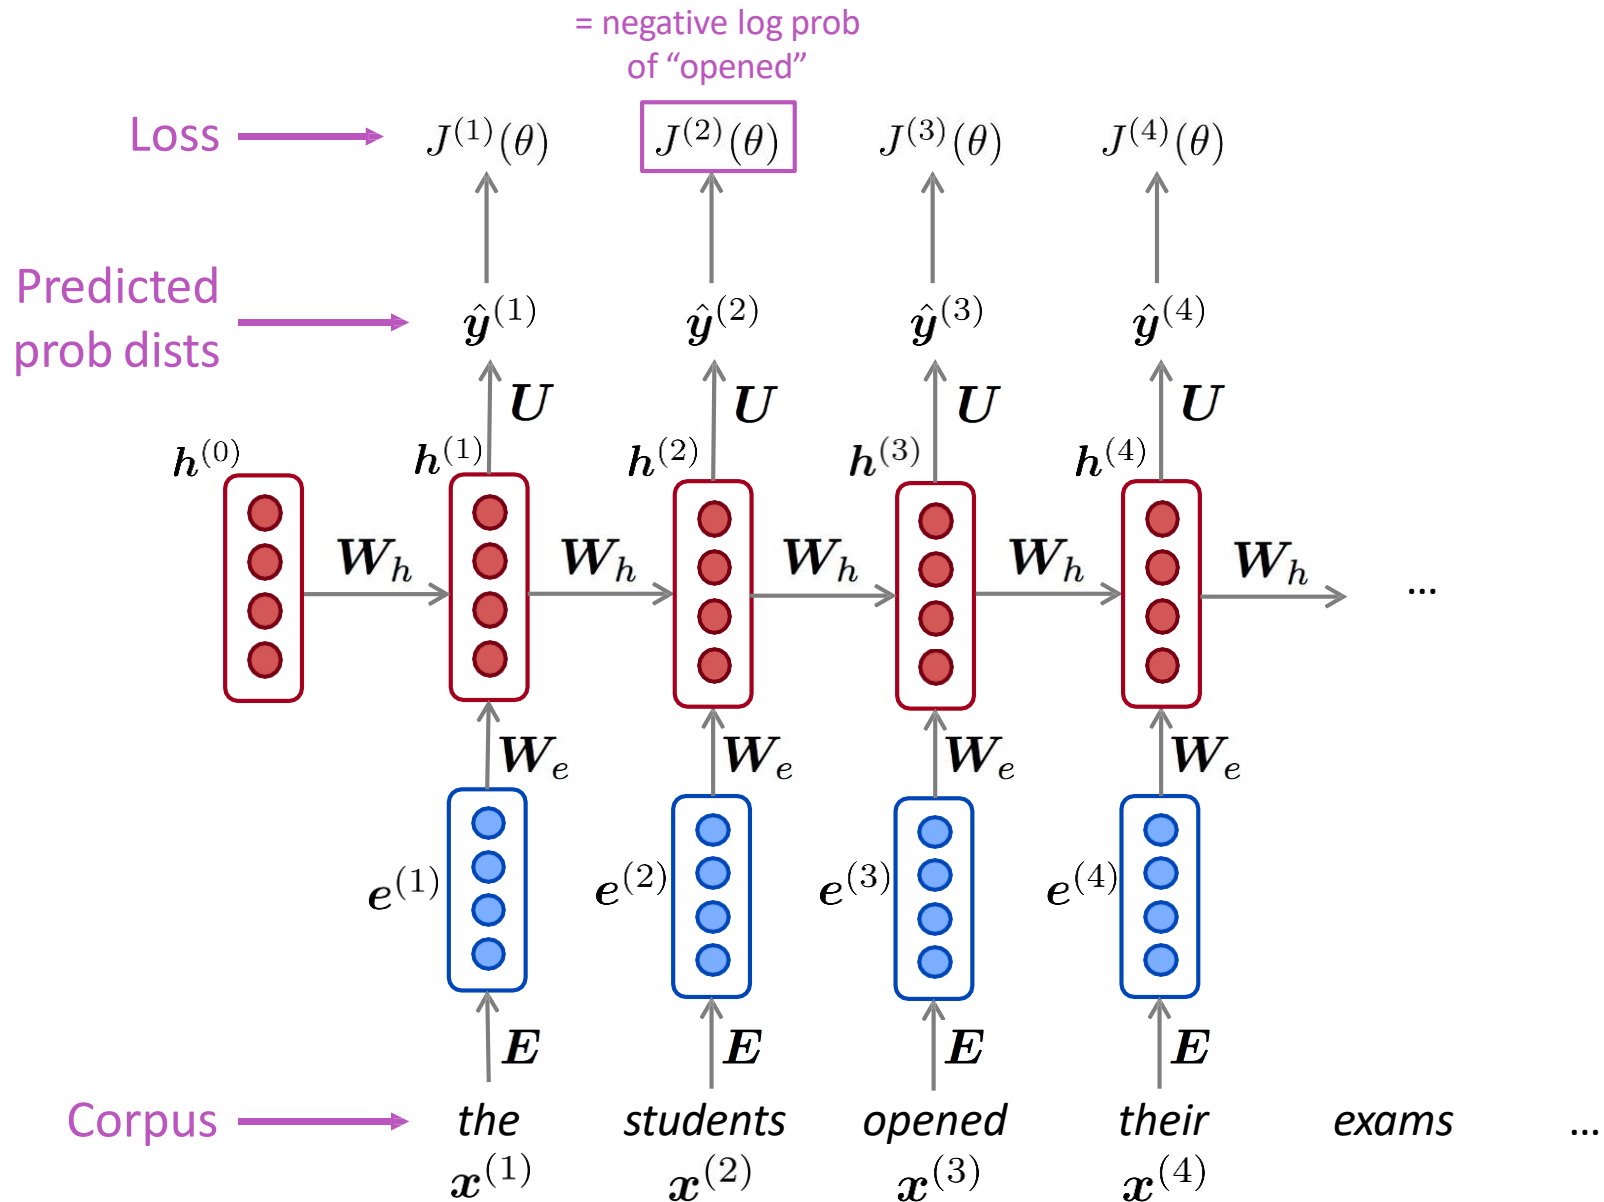 = negative log prob
of “opened”
Loss J⁽¹⁾(θ) J⁽²⁾(θ) J⁽³⁾(θ) J⁽⁴⁾(θ)
Predicted
prob dists
ŷ⁽¹⁾ ŷ⁽²⁾ ŷ⁽³⁾ ŷ⁽⁴⁾
U U U U
h⁽⁰⁾ h⁽¹⁾ h⁽²⁾ h⁽³⁾ h⁽⁴⁾
Wₕ Wₕ Wₕ Wₕ Wₕ ...
Wₑ Wₑ Wₑ Wₑ
e⁽¹⁾ e⁽²⁾ e⁽³⁾ e⁽⁴⁾
E E E E
Corpus the students opened their exams ...
x⁽¹⁾ x⁽²⁾ x⁽³⁾ x⁽⁴⁾